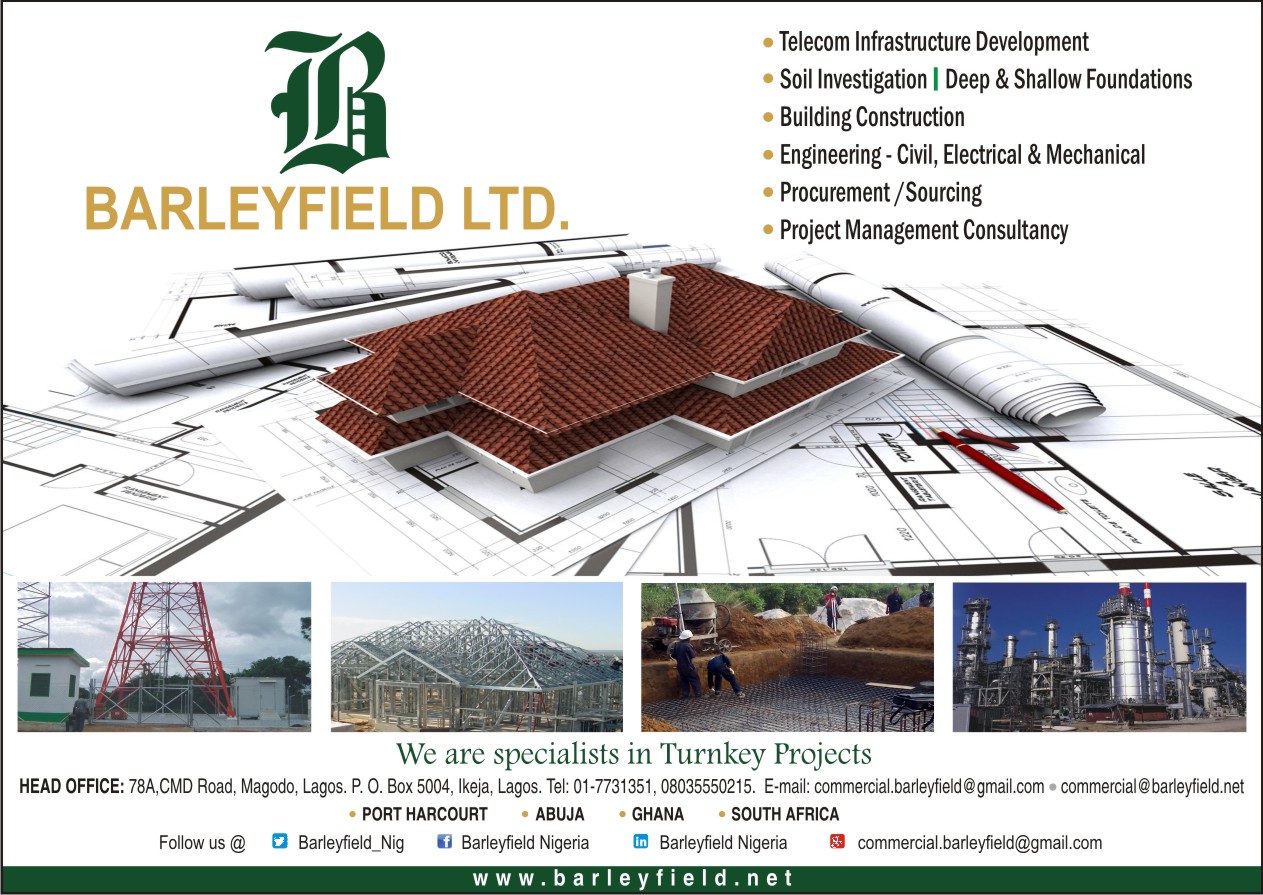 B
BARLEYFIELD LTD.
• Telecom Infrastructure Development
• Soil Investigation | Deep & Shallow Foundations
• Building Construction
• Engineering - Civil, Electrical & Mechanical
• Procurement / Sourcing
• Project Management Consultancy
We are specialists in Turnkey Projects
HEAD OFFICE: 78A,CMD Road, Magodo, Lagos. P. O. Box 5004, Ikeja, Lagos. Tel: 01-7731351, 08035550215. E-mail: commercial.barleyfield@gmail.com • commercial@barleyfield.net
• PORT HARCOURT • ABUJA • GHANA • SOUTH AFRICA
Follow us @ Barleyfield_Nig Barleyfield Nigeria Barleyfield Nigeria commercial.barleyfield@gmail.com
www.barleyfield.net